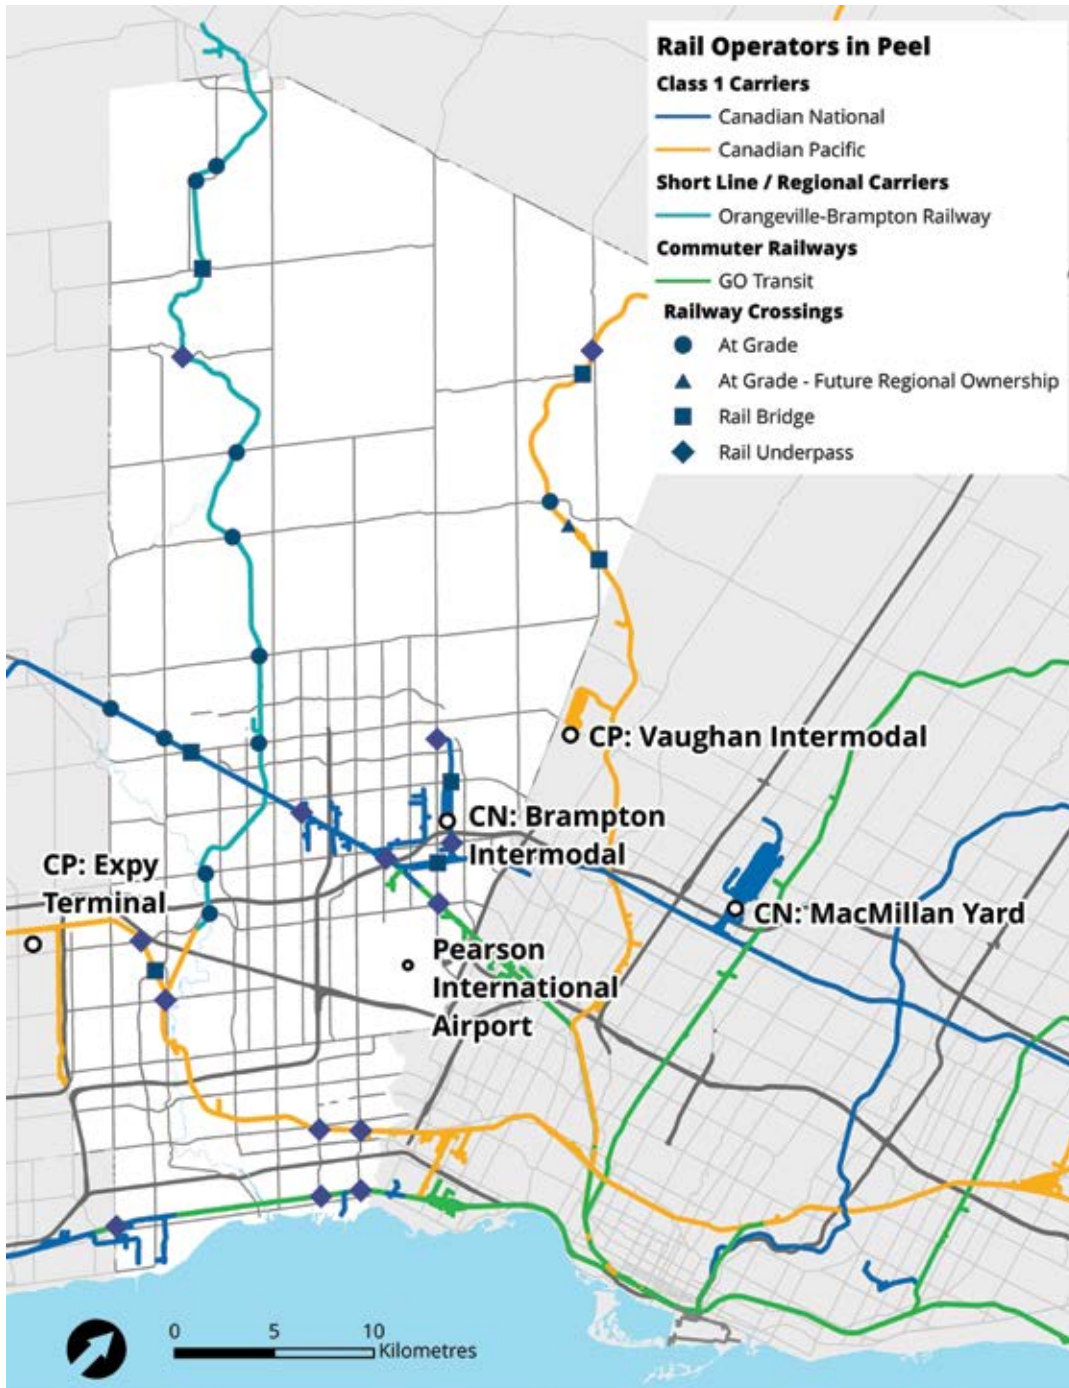 Rail Operators in Peel
Class 1 Carriers
Canadian National
Canadian Pacific
Short Line / Regional Carriers
Orangeville-Brampton Railway
Commuter Railways
GO Transit
Railway Crossings
At Grade
At Grade - Future Regional Ownership
Rail Bridge
Rail Underpass
CP: Vaughan Intermodal
CN: Brampton
Intermodal
CP: Expy
Terminal
CN: MacMillan Yard
Pearson
International
Airport
0 5 10
Kilometres